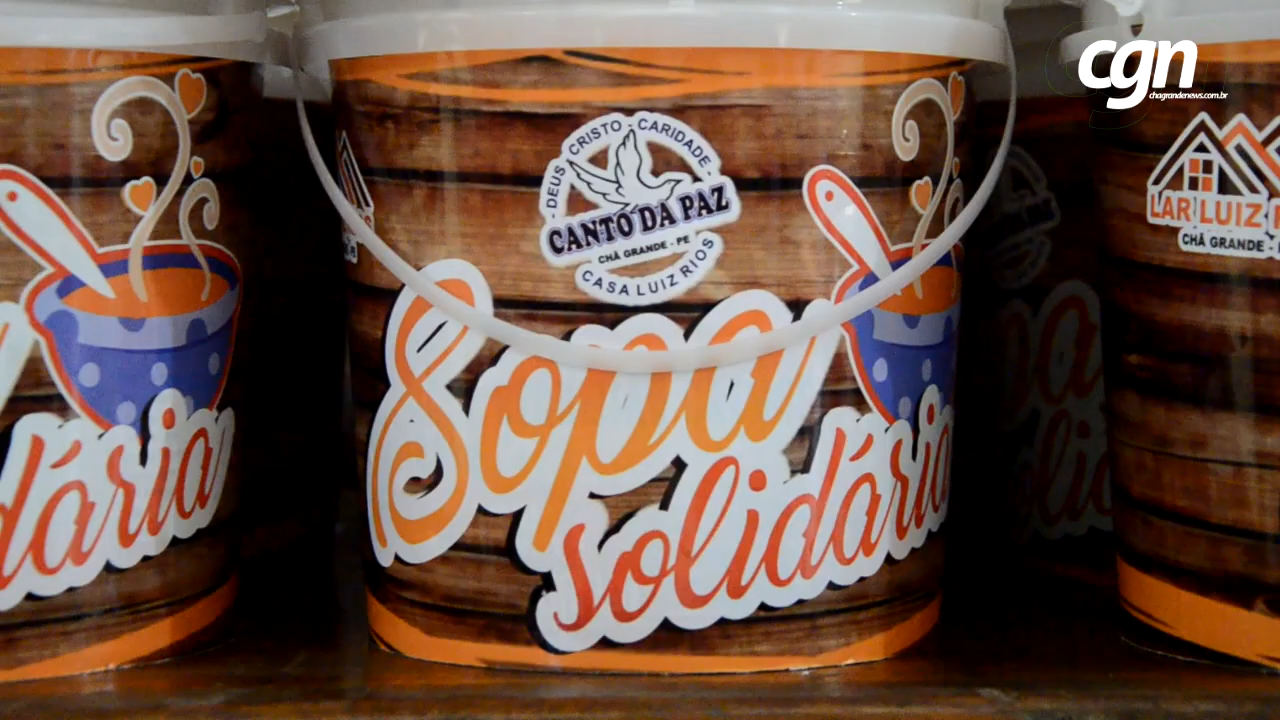 cgn
chagrandenews.com.br
DEUS - CRISTO - CARIDADE -
CANTO DA PAZ
CHÃ GRANDE - PE
CASA LUIZ RIOS
Sopa
solidária
dária
LAR LUIZ
CHÃ GRANDE -